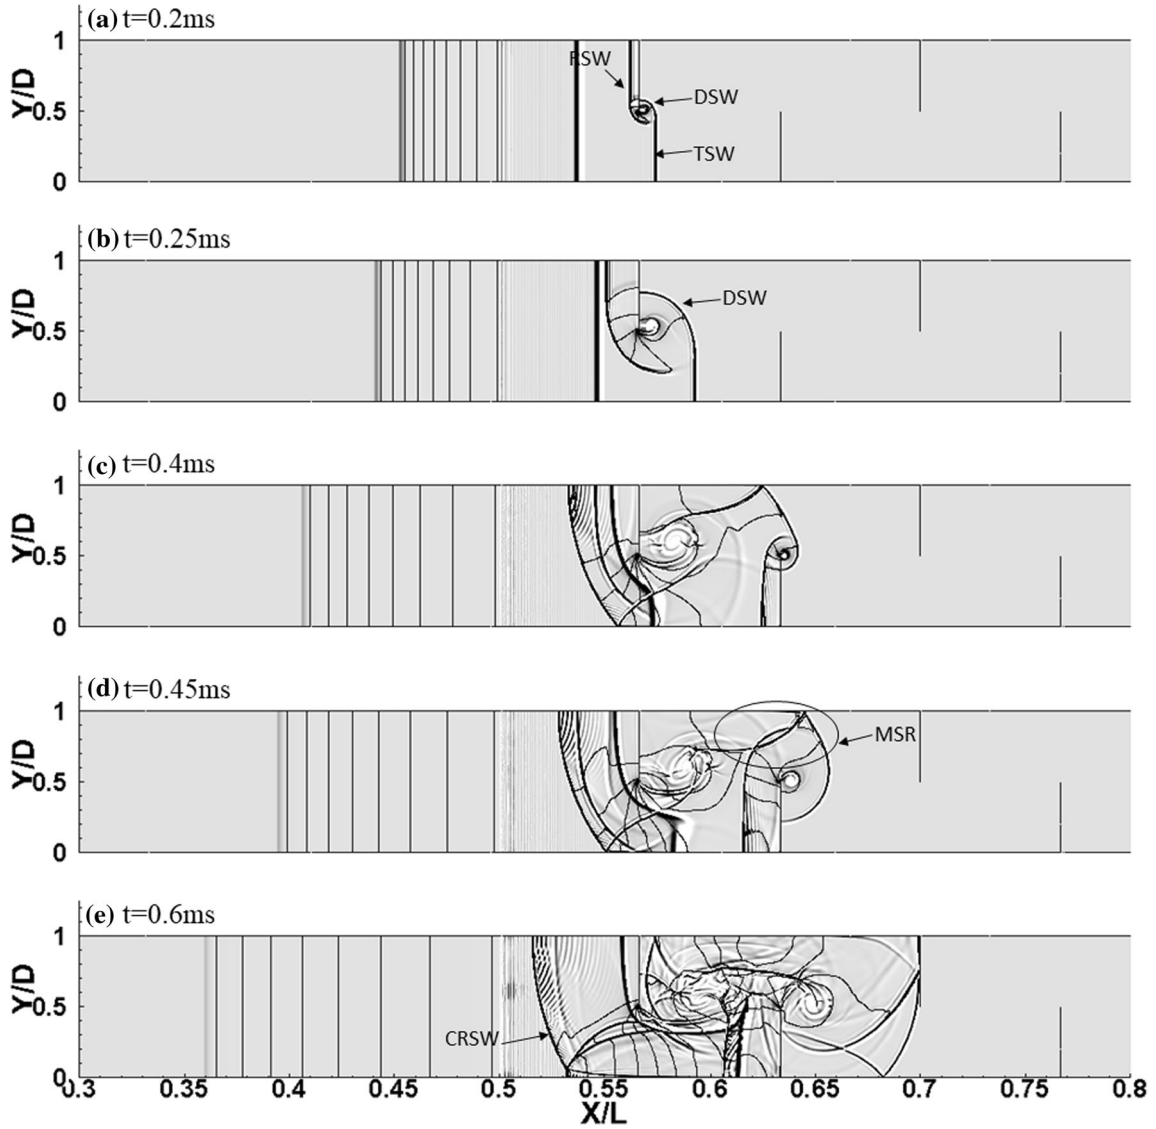 (a) t=0.2ms
1
Y/D
0.5
0
RSW
DSW
TSW
(b) t=0.25ms
1
Y/D
0.5
0
DSW
(c) t=0.4ms
1
Y/D
0.5
0
(d) t=0.45ms
1
Y/D
0.5
0
MSR
(e) t=0.6ms
1
Y/D
0.5
0
CRSW
0.3 0.35 0.4 0.45 0.5 0.55 0.6 0.65 0.7 0.75 0.8
X/L